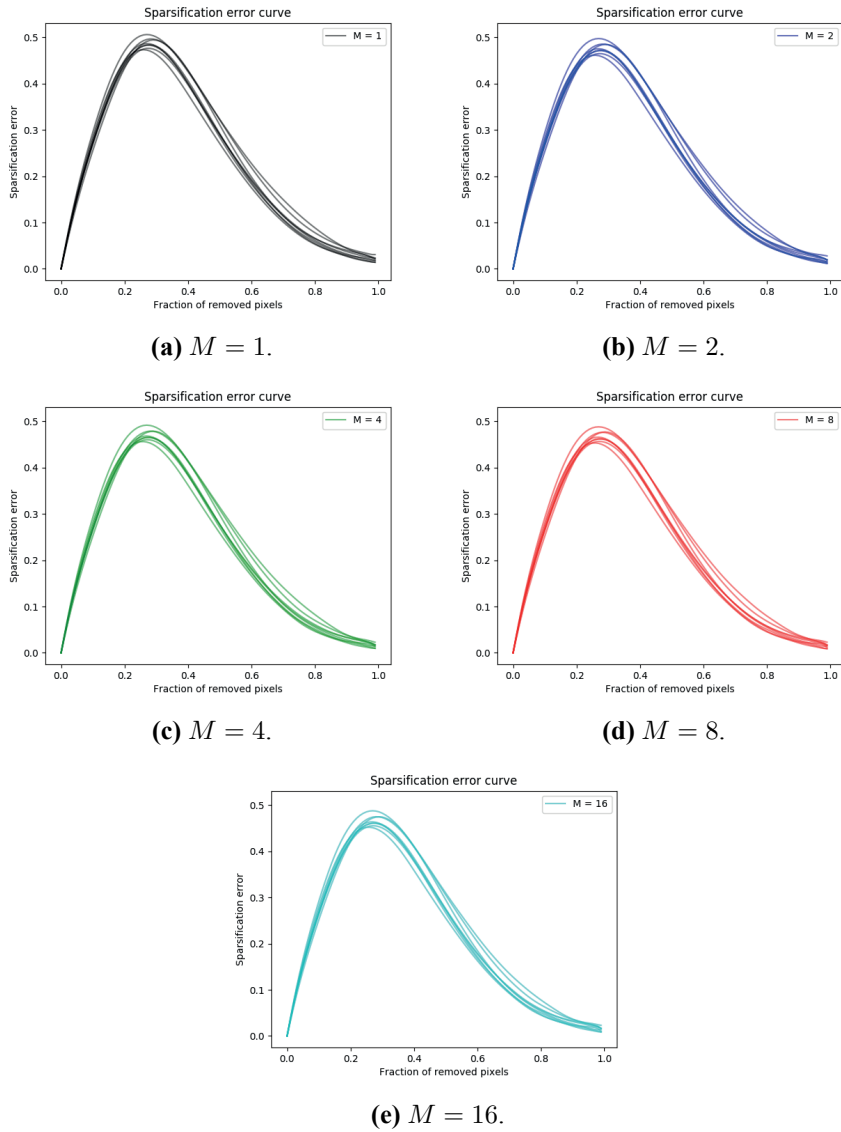 Sparsification error curve
M = 1
0.5
0.4
0.3
0.2
0.1
0.0
Sparsification error
0.0 0.2 0.4 0.6 0.8 1.0
Fraction of removed pixels
(a) M = 1.
Sparsification error curve
M = 2
0.5
0.4
0.3
0.2
0.1
0.0
Sparsification error
0.0 0.2 0.4 0.6 0.8 1.0
Fraction of removed pixels
(b) M = 2.
Sparsification error curve
M = 4
0.5
0.4
0.3
0.2
0.1
0.0
Sparsification error
0.0 0.2 0.4 0.6 0.8 1.0
Fraction of removed pixels
(c) M = 4.
Sparsification error curve
M = 8
0.5
0.4
0.3
0.2
0.1
0.0
Sparsification error
0.0 0.2 0.4 0.6 0.8 1.0
Fraction of removed pixels
(d) M = 8.
Sparsification error curve
M = 16
0.5
0.4
0.3
0.2
0.1
0.0
Sparsification error
0.0 0.2 0.4 0.6 0.8 1.0
Fraction of removed pixels
(e) M = 16.